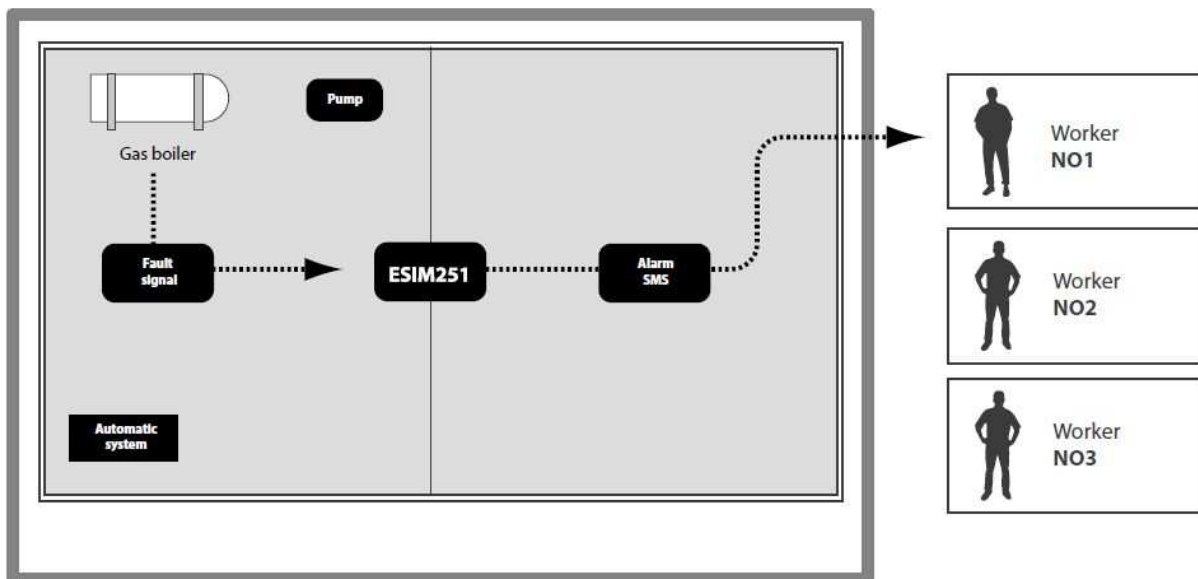 Pump
Gas boiler
Fault
signal
ESIM251
Alarm
SMS
Automatic
system
Worker
NO1
Worker
NO2
Worker
NO3